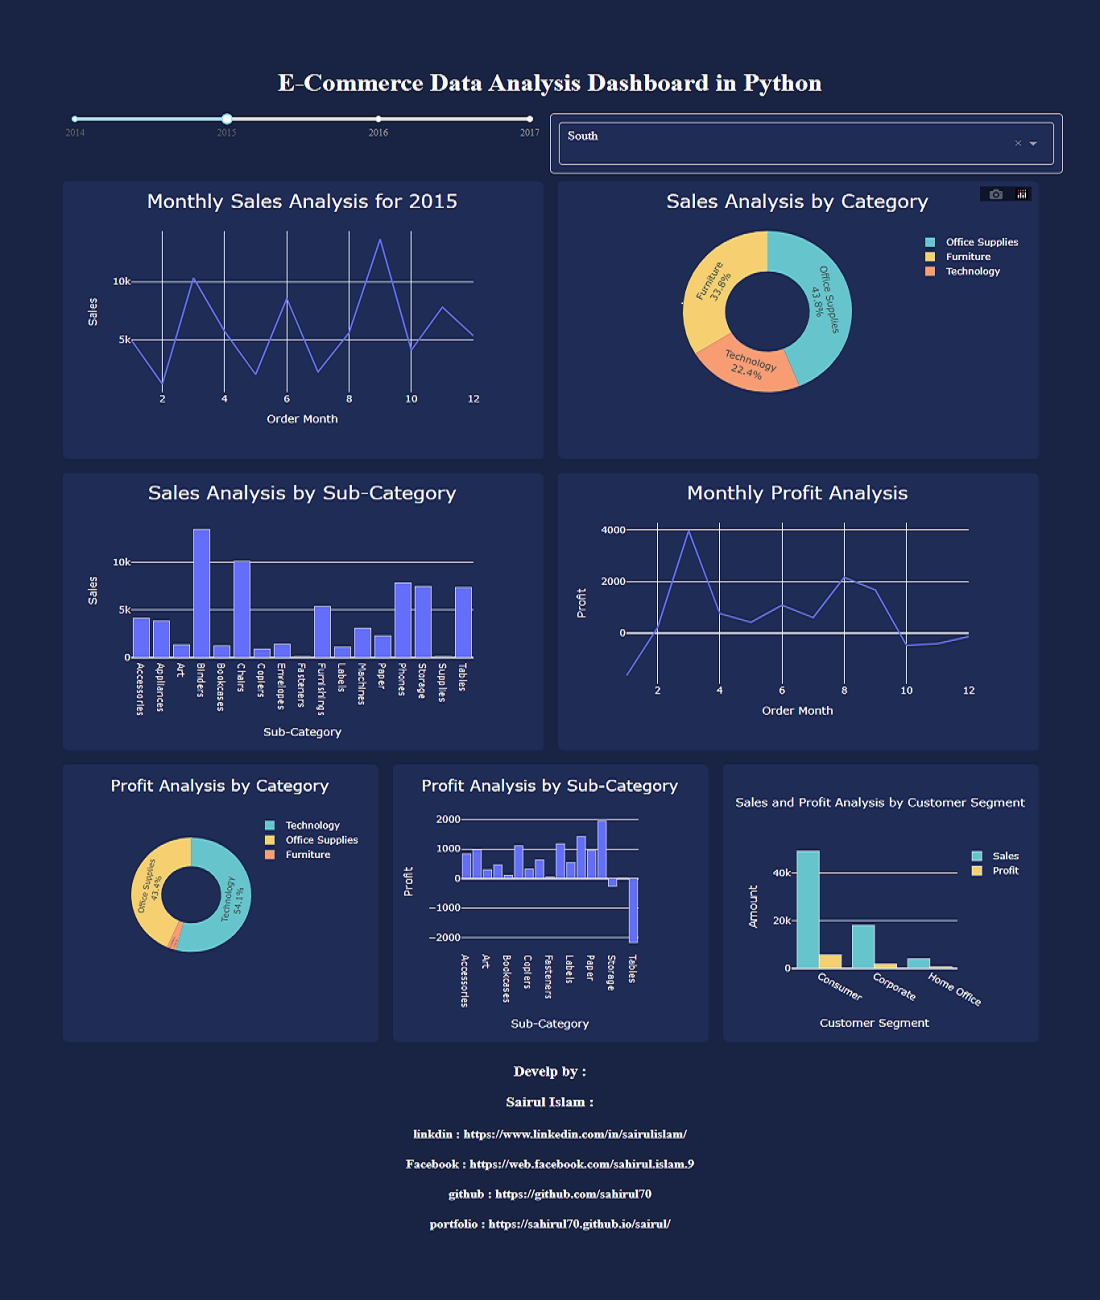 E-Commerce Data Analysis Dashboard in Python
2014
2015
2016
2017
South
Monthly Sales Analysis for 2015
10k
5k
Sales
2
4
6
8
10
12
Order Month
Sales Analysis by Category
Office Supplies
43.8%
Furniture
33.8%
Technology
22.4%
Office Supplies
Furniture
Technology
Sales Analysis by Sub-Category
10k
5k
0
Sales
Accessories
Appliances
Art
Binders
Bookcases
Chairs
Copiers
Envelopes
Fasteners
Furnishings
Labels
Machines
Paper
Phones
Storage
Supplies
Tables
Sub-Category
Monthly Profit Analysis
4000
2000
0
Profit
2
4
6
8
10
12
Order Month
Profit Analysis by Category
Technology
Office Supplies
Furniture
Office Supplies
43.4%
Technology
54.1%
Profit Analysis by Sub-Category
2000
1000
0
−1000
−2000
Profit
Accessories
Art
Bookcases
Copiers
Fasteners
Labels
Paper
Storage
Tables
Sub-Category
Sales and Profit Analysis by Customer Segment
Sales
Profit
40k
20k
0
Amount
Consumer
Corporate
Home Office
Customer Segment
Develp by :
Sairul Islam :
linkdin : https://www.linkedin.com/in/sairulislam/
Facebook : https://web.facebook.com/sahirul.islam.9
github : https://github.com/sahirul70
portfolio : https://sahirul70.github.io/sairul/